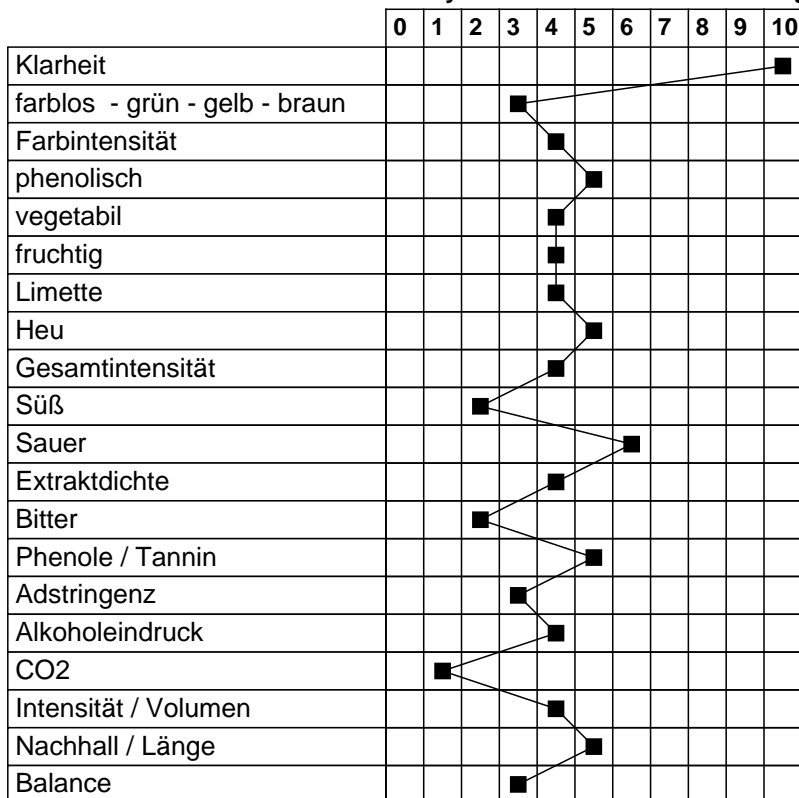 0 1 2 3 4 5 6 7 8 9 10
Klarheit
farblos - grün - gelb - braun
Farbintensität
phenolisch
vegetabil
fruchtig
Limette
Heu
Gesamtintensität
Süß
Sauer
Extraktdichte
Bitter
Phenole / Tannin
Adstringenz
Alkoholeindruck
CO2
Intensität / Volumen
Nachhall / Länge
Balance